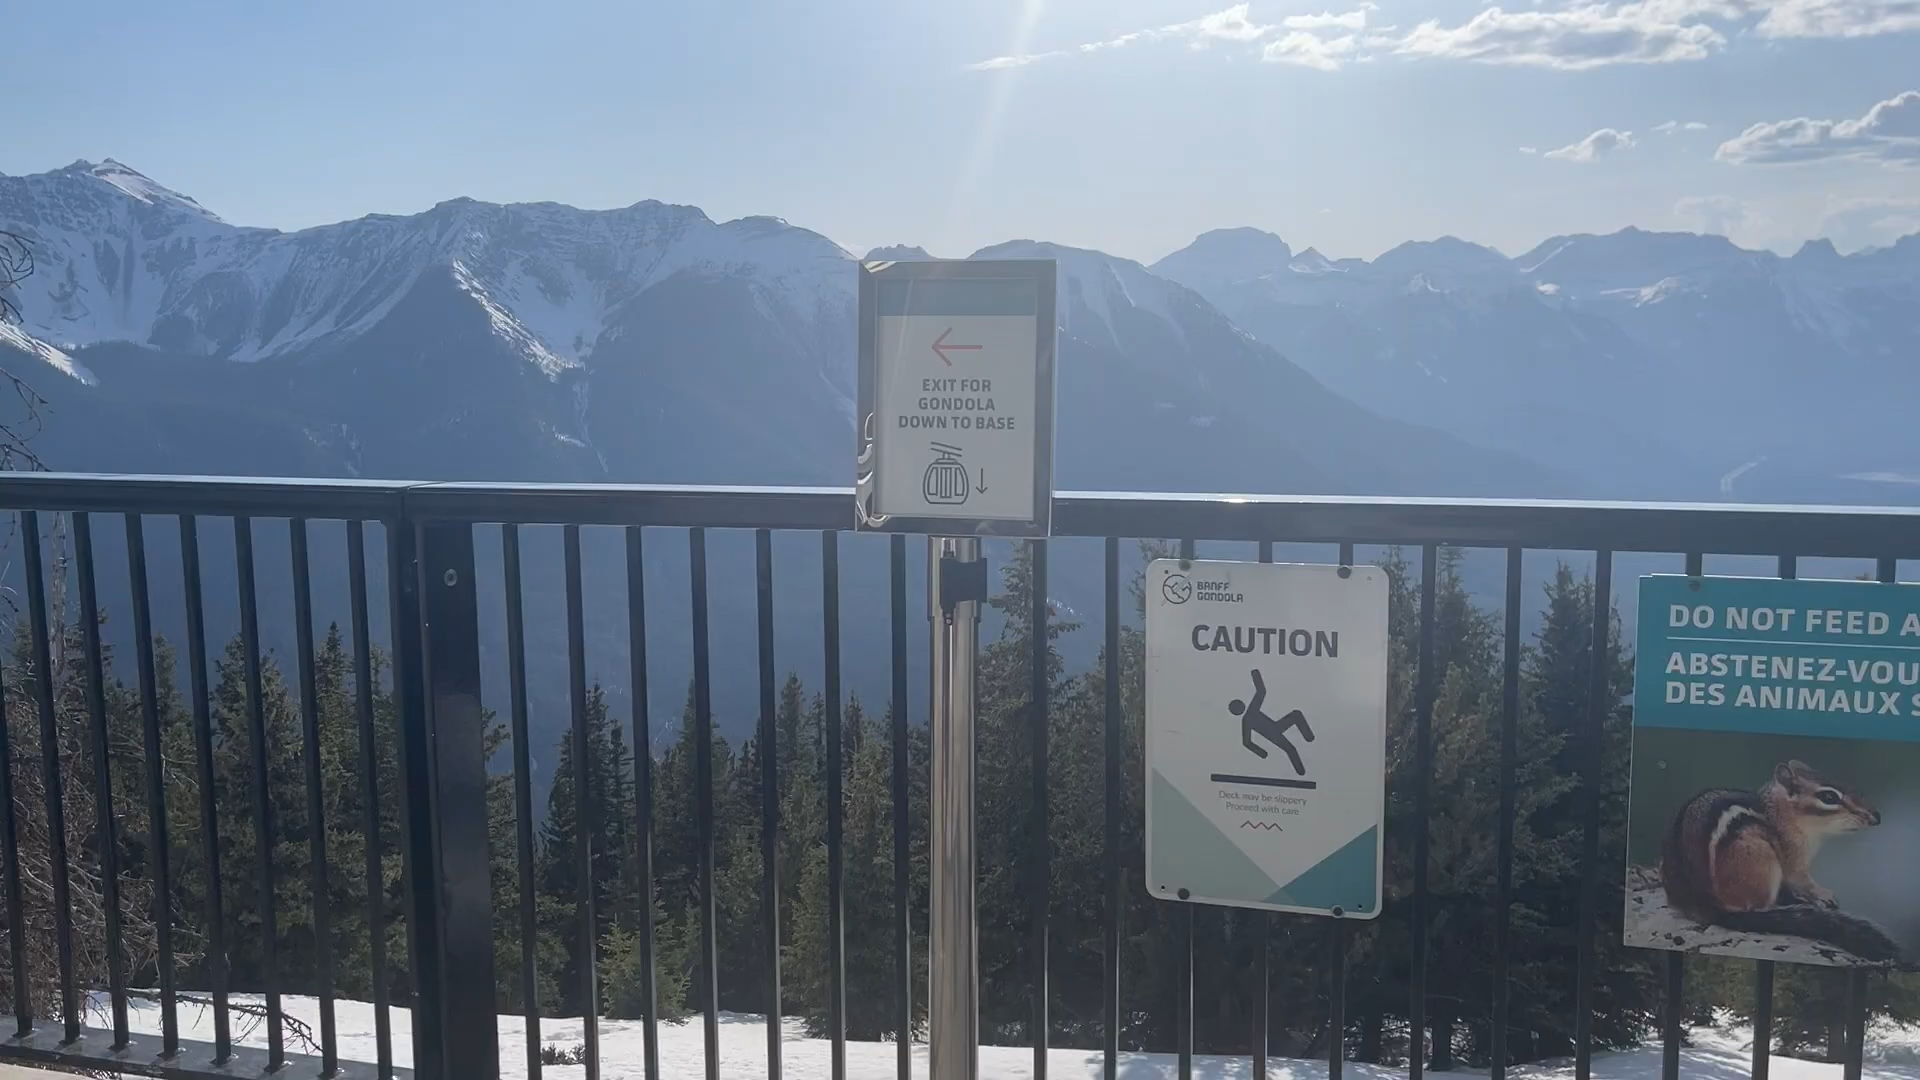 EXIT FOR
GONDOLA
DOWN TO BASE
BANFF
GONDOLA
CAUTION
Deck may be slippery
Proceed with care
DO NOT FEED A
ABSTENEZ-VOU
DES ANIMAUX S